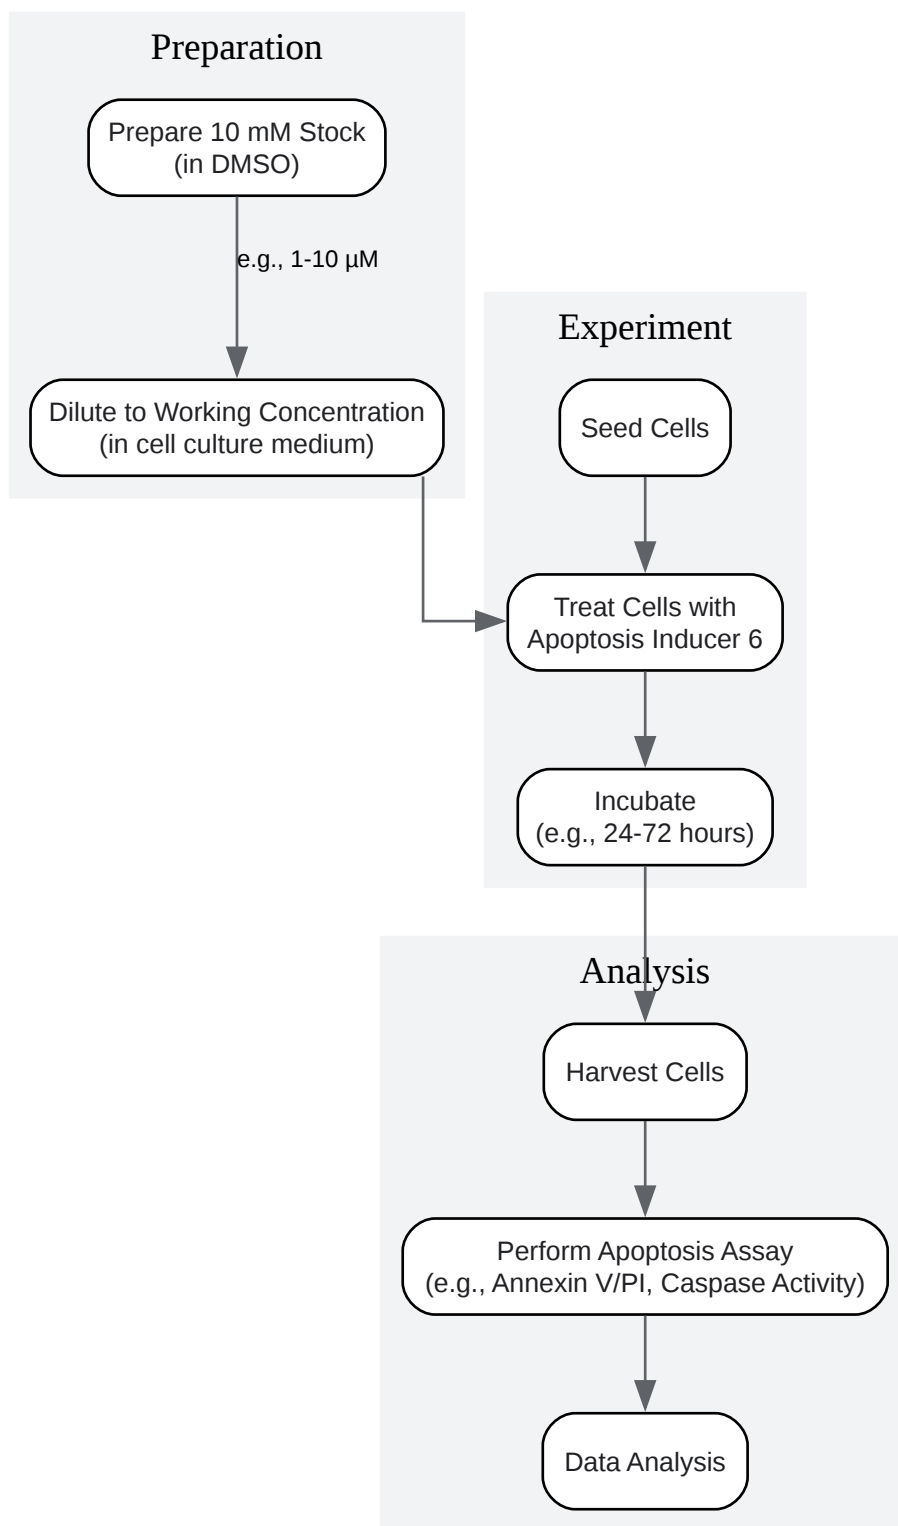 Preparation
Prepare 10 mM Stock
(in DMSO)
e.g., 1-10 µM
Dilute to Working Concentration
(in cell culture medium)
Experiment
Seed Cells
Treat Cells with
Apoptosis Inducer 6
Incubate
(e.g., 24-72 hours)
Analysis
Harvest Cells
Perform Apoptosis Assay
(e.g., Annexin V/PI, Caspase Activity)
Data Analysis